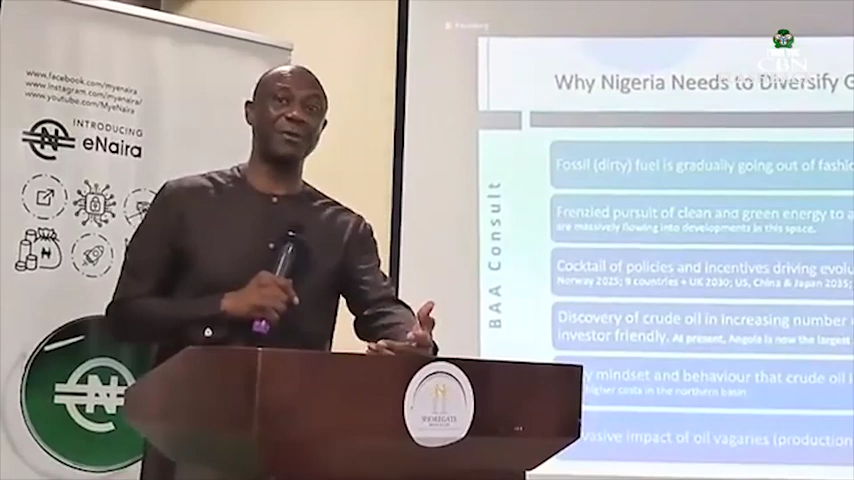 www.facebook.com/myenaira
www.instagram.com/myenaira/
www.youtube.com/MyeNaira
INTRODUCING
eNaira
eNaira
SHOREGATE
CBN
Why Nigeria Needs to Diversify G
BAA Consult
Fossil (dirty) fuel is gradually going out of fashio
Frenzied pursuit of clean and green energy to a
are massively flowing into developments in this space.
Cocktail of policies and incentives driving evolu
Norway 2025; 9 countries + UK 2030; US, China & Japan 2035;
Discovery of crude oil in increasing number
investor friendly. At present, Angola is now the largest
y mindset and behaviour that crude oil i
higher costs in the northern basin
vasive impact of oil vagaries (production